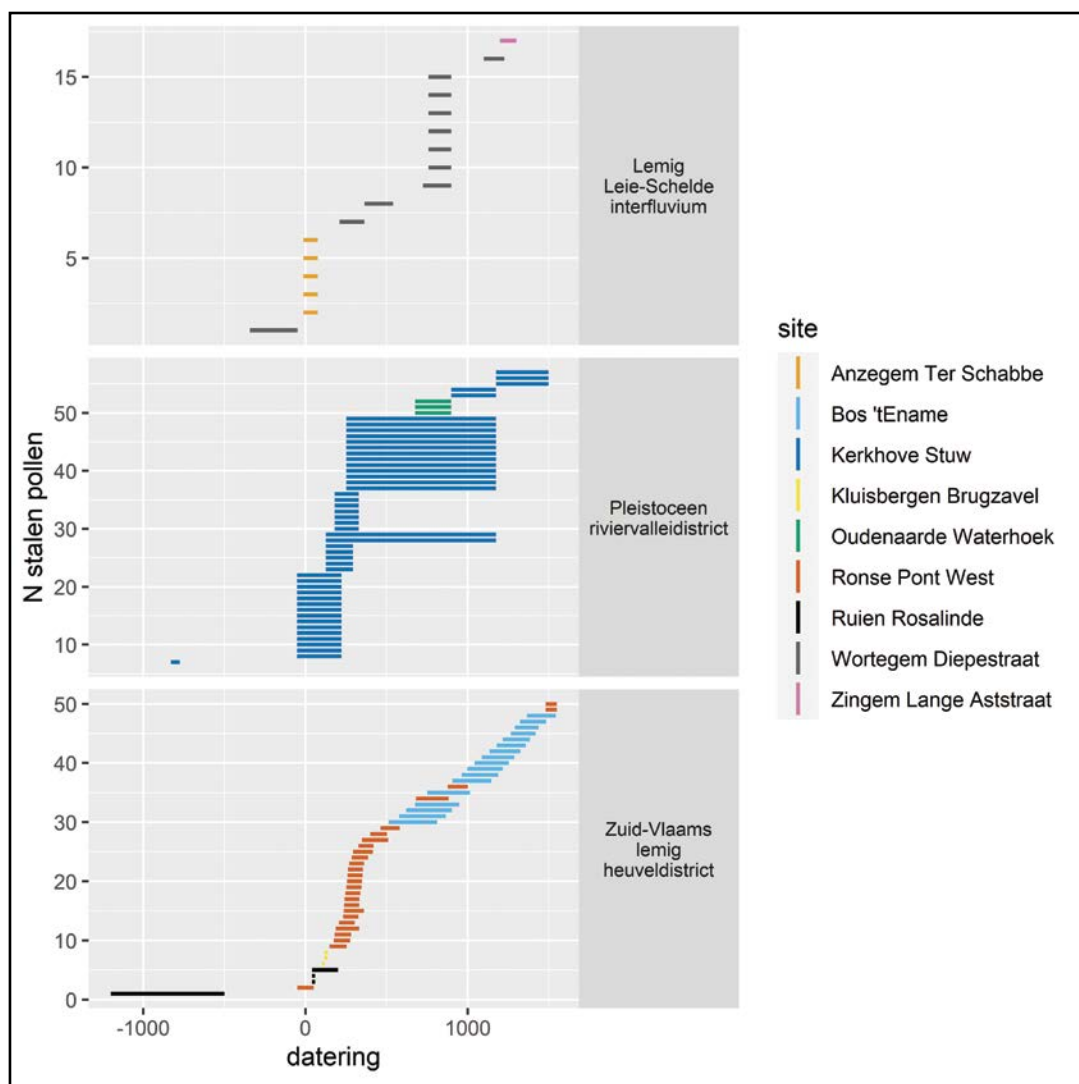 N stalen pollen
15
10
5
Lemig
Leie-Schelde
interfluvium
50
40
30
20
10
Pleistoceen
riviervalleidistrict
50
40
30
20
10
0
Zuid-Vlaams
lemig
heuveldistrict
-1000
0
1000
datering
site
Anzegem Ter Schabbe
Bos 'tEname
Kerkhove Stuw
Kluisbergen Brugzavel
Oudenaarde Waterhoek
Ronse Pont West
Ruien Rosalinde
Wortegem Diepestraat
Zingem Lange Aststraat